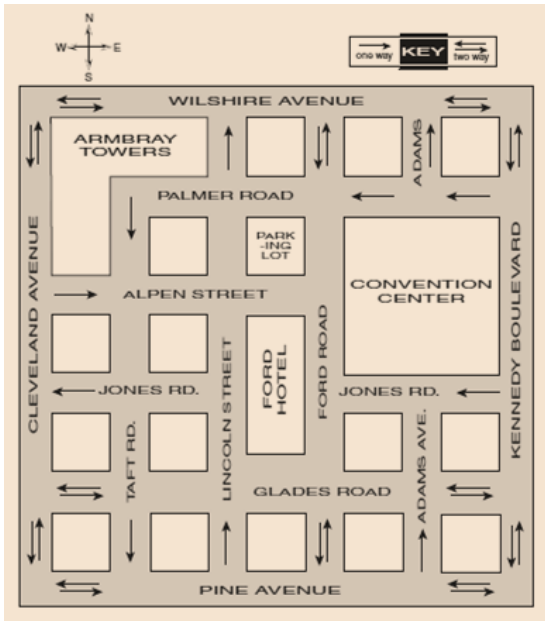 N
W E
S
one way KEY two way
WILSHIRE AVENUE
ARMBRAY
TOWERS
ADAMS
PALMER ROAD
PARK
-ING
LOT
CLEVELAND AVENUE
CONVENTION
CENTER
KENNEDY BOULEVARD
ALPEN STREET
FORD ROAD
FORD
HOTEL
LINCOLN STREET
JONES RD.
JONES RD.
TAFT RD.
ADAMS AVE.
GLADES ROAD
PINE AVENUE